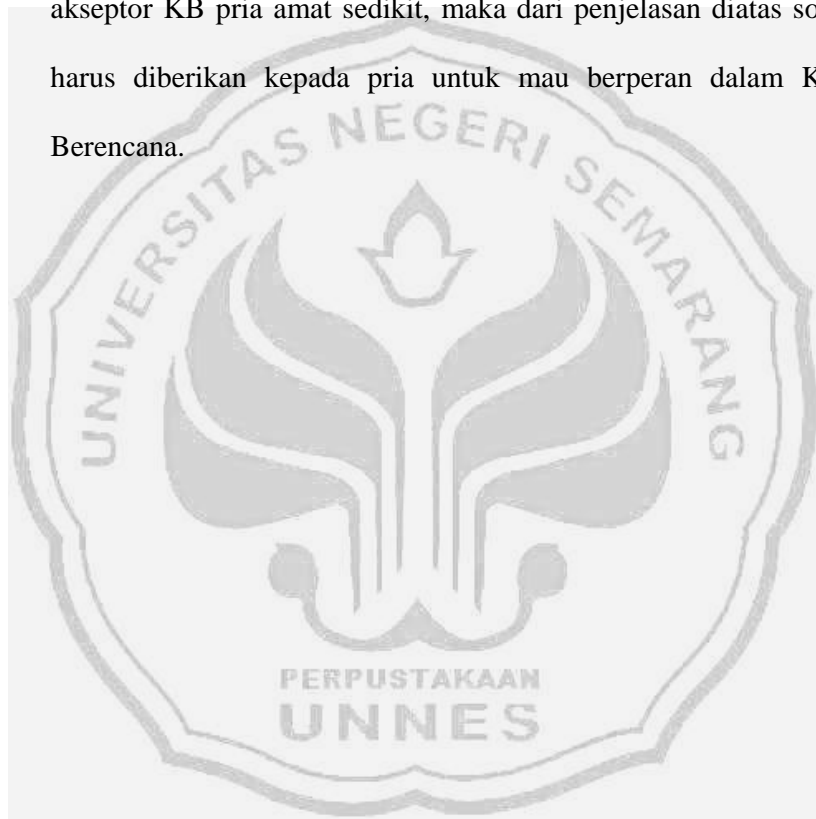 akseptor KB pria amat sedikit, maka dari penjelasan diatas so
harus diberikan kepada pria untuk mau berperan dalam K
Berencana.
UNIVERSITAS NEGERI SEMARANG
PERPUSTAKAAN
UNNES